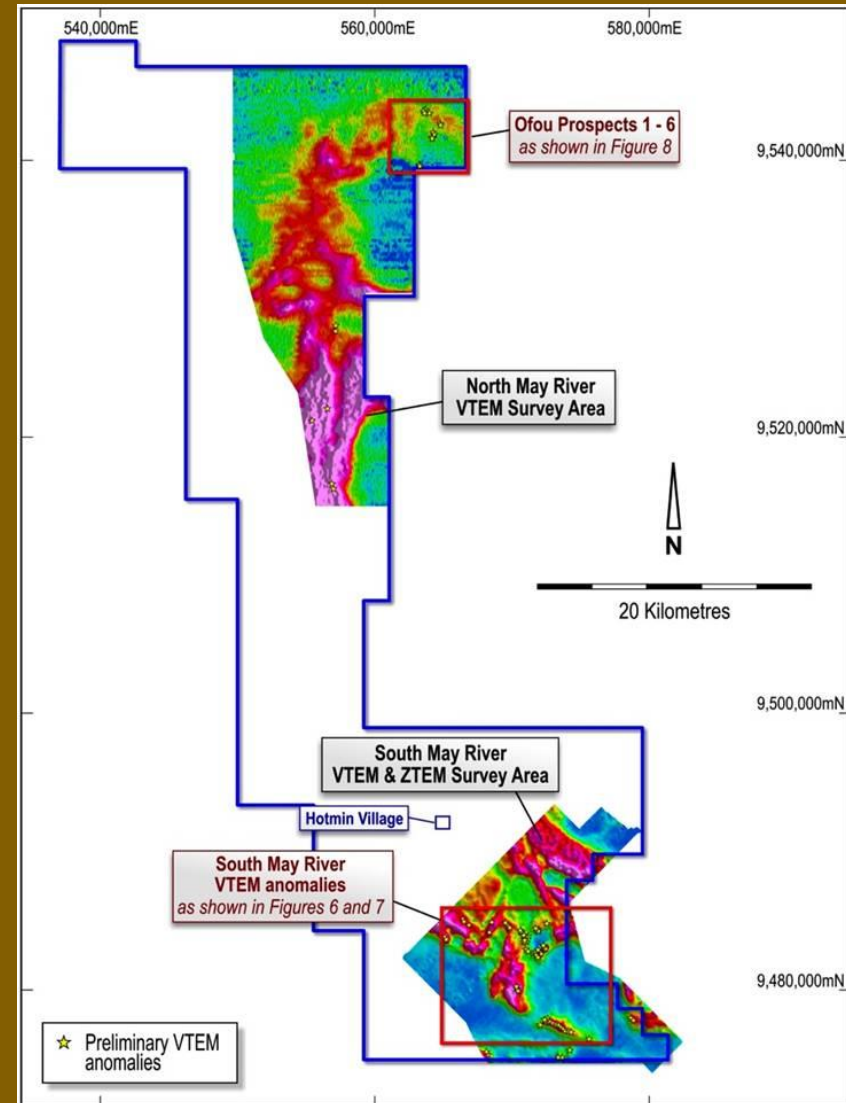 540,000mE
560,000mE
580,000mE
Ofou Prospects 1 - 6
as shown in Figure 8
9,540,000mN
North May River
VTEM Survey Area
9,520,000mN
N
20 Kilometres
9,500,000mN
South May River
VTEM & ZTEM Survey Area
Hotmin Village
South May River
VTEM anomalies
as shown in Figures 6 and 7
9,480,000mN
Preliminary VTEM
anomalies